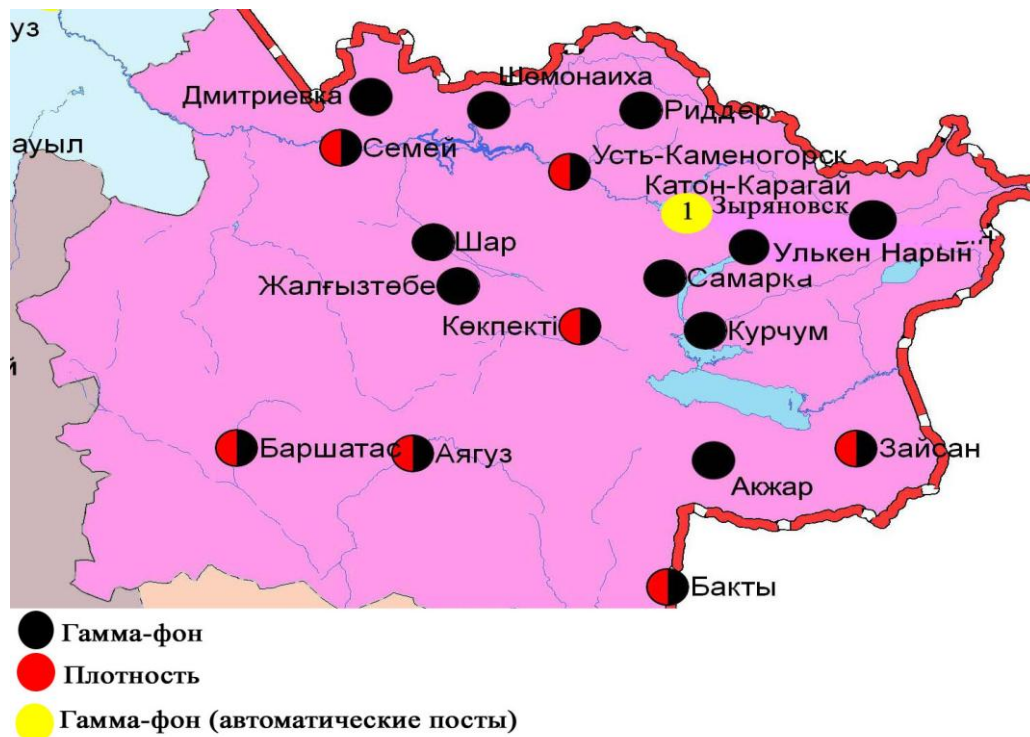 уз
Шемонаиха
Дмитриевка
Риддер
ауыл
Семей
Усть-Каменогорск
Катон-Карагай
1 Зыряновск
Шар
Улькен Нарын
Жалғызтөбе
Самарка
Көкпекті
Курчум
й
Баршатас
Аягуз
Зайсан
Акжар
Бакты
Гамма-фон
Плотность
Гамма-фон (автоматические посты)